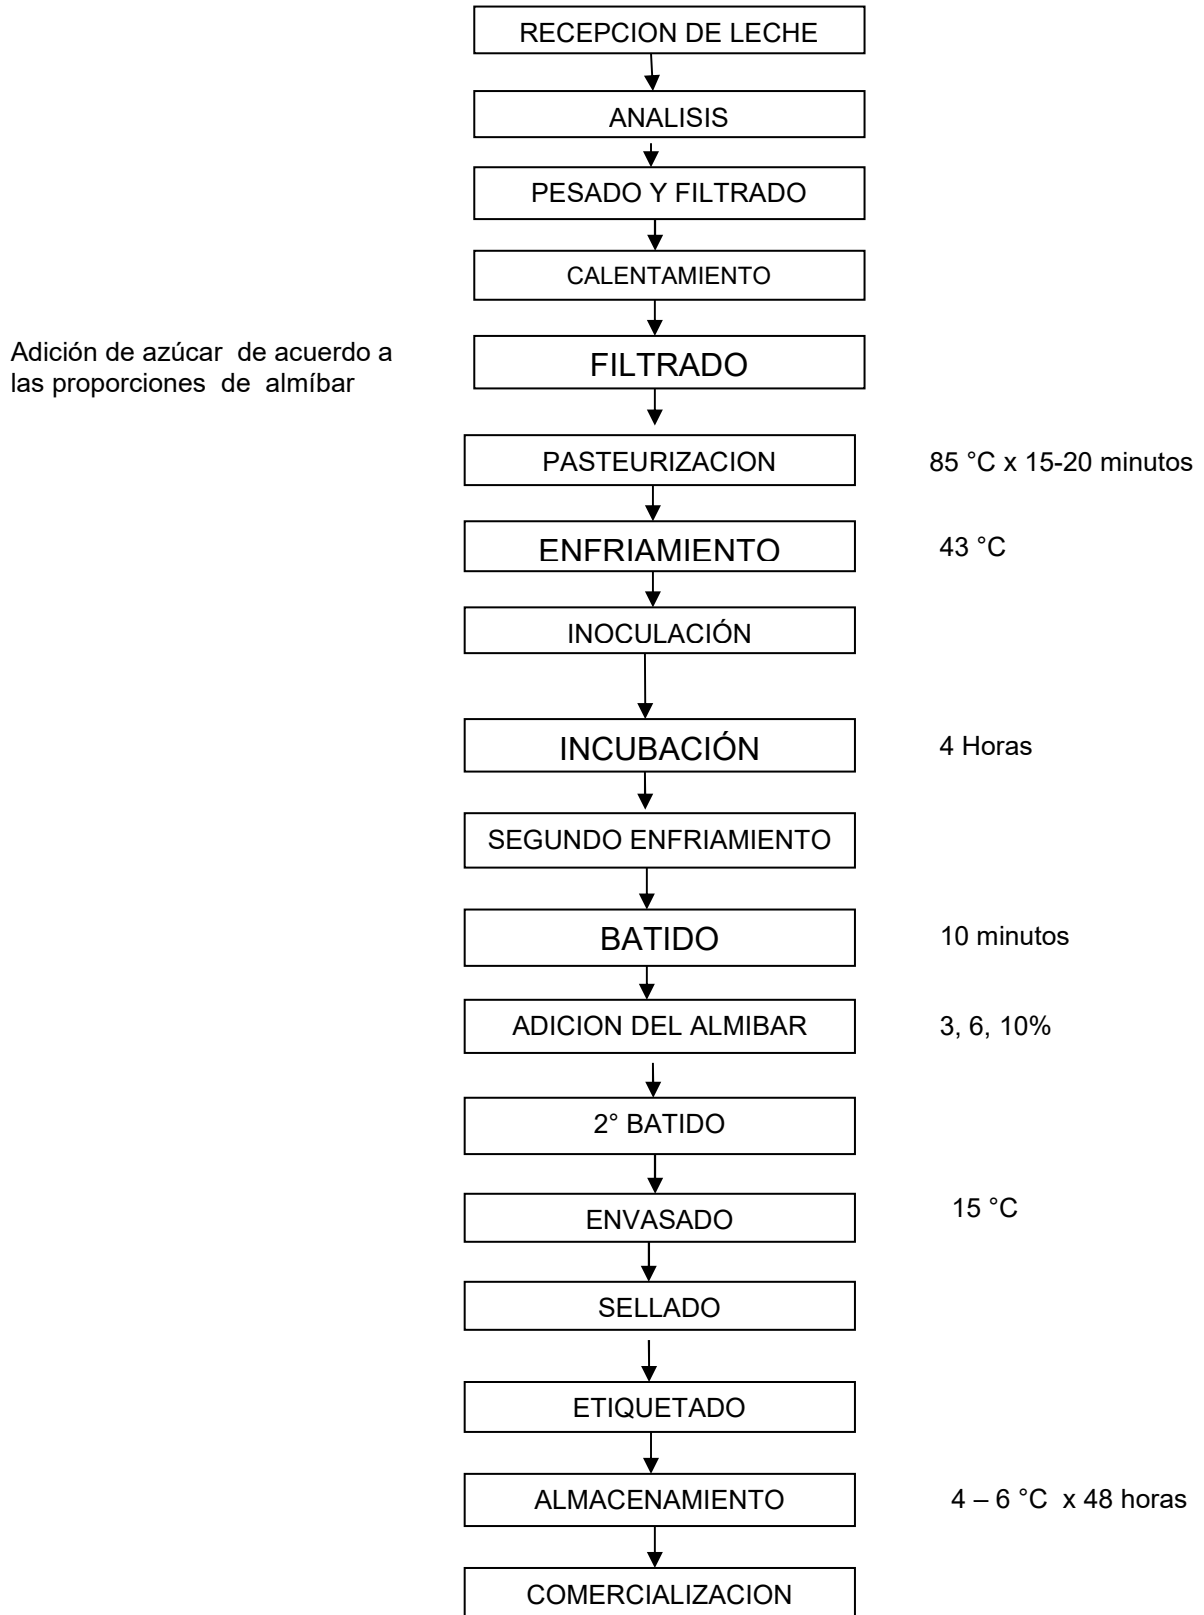 RECEPCION DE LECHE
ANALISIS
PESADO Y FILTRADO
CALENTAMIENTO
Adición de azúcar de acuerdo a
las proporciones de almíbar
FILTRADO
PASTEURIZACION
85 °C x 15-20 minutos
ENFRIAMIENTO
43 °C
INOCULACIÓN
INCUBACIÓN
4 Horas
SEGUNDO ENFRIAMIENTO
BATIDO
10 minutos
ADICION DEL ALMIBAR
3, 6, 10%
2° BATIDO
ENVASADO
15 °C
SELLADO
ETIQUETADO
ALMACENAMIENTO
4 – 6 °C x 48 horas
COMERCIALIZACION